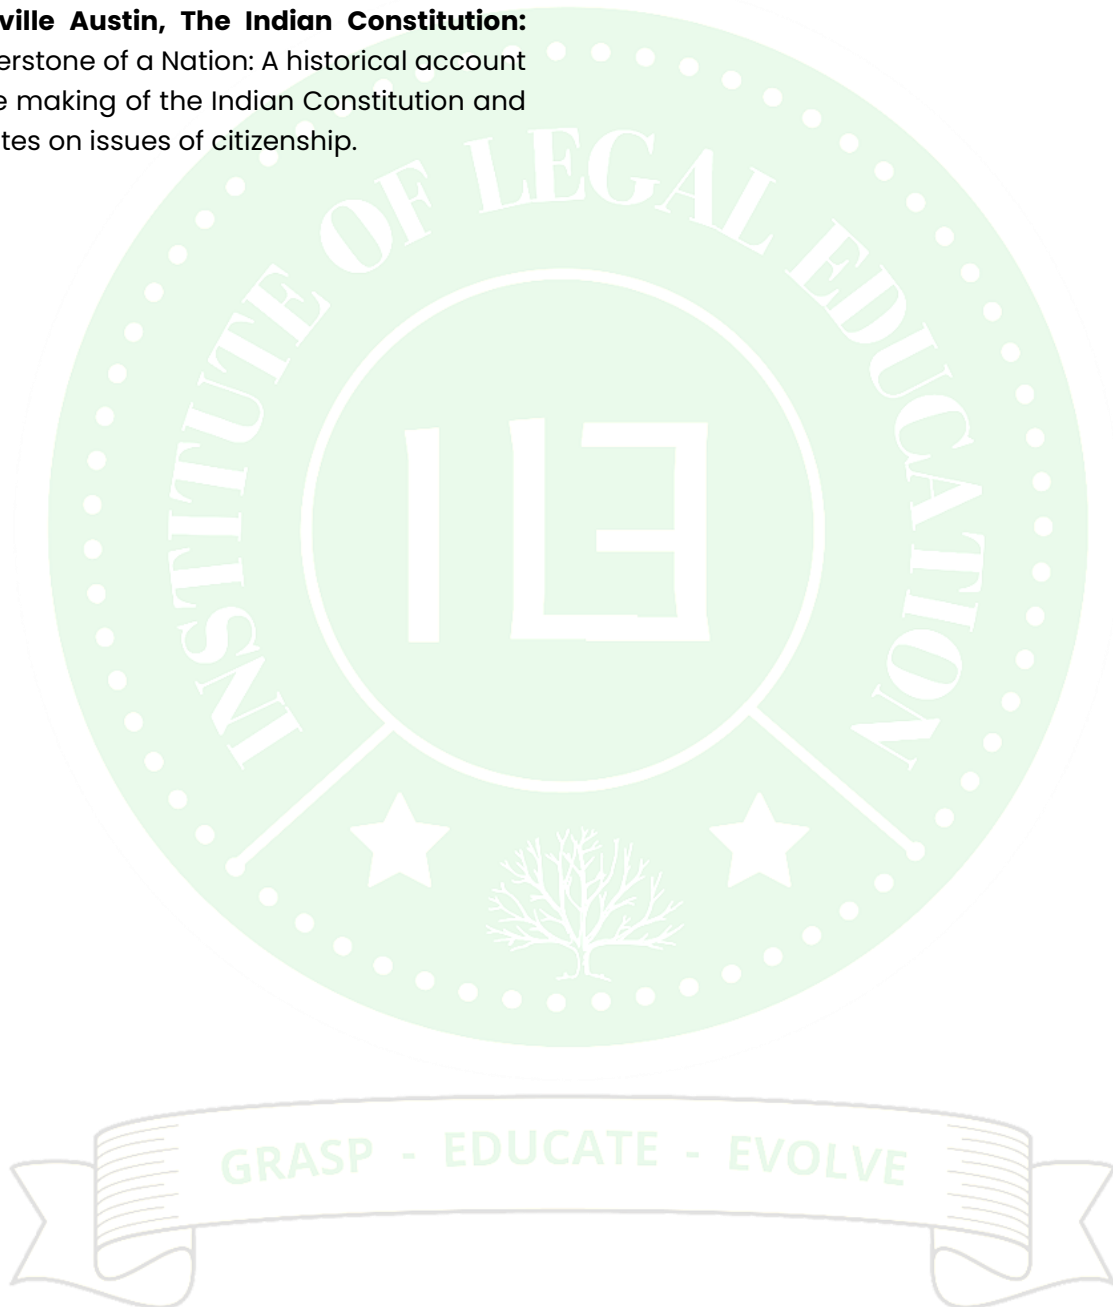 ville Austin, The Indian Constitution:
erstone of a Nation: A historical account
e making of the Indian Constitution and
tes on issues of citizenship.
INSTITUTE OF LEGAL EDUCATION
ILE
GRASP - EDUCATE - EVOLVE